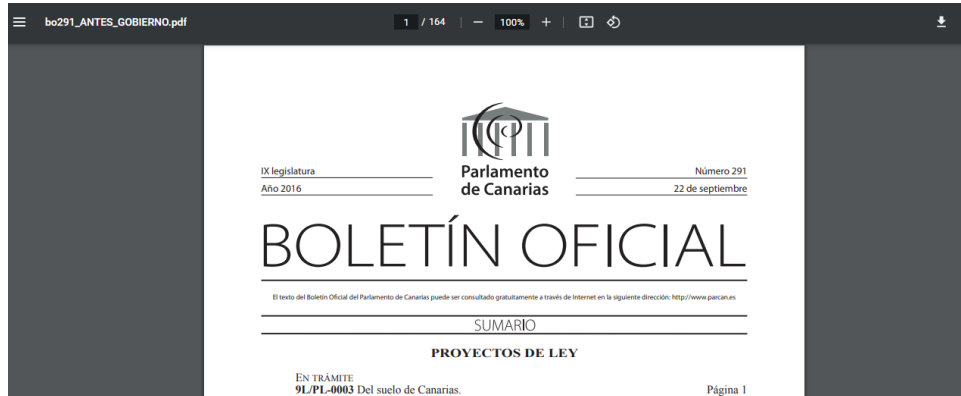 bo291_ANTES_GOBIERNO.pdf 1 / 164 — 100% +
Parlamento
de Canarias
IX legislatura Número 291
Año 2016 22 de septiembre
BOLETÍN OFICIAL
El texto del Boletín Oficial del Parlamento de Canarias puede ser consultado gratuitamente a través de Internet en la siguiente dirección: http://www.parcan.es
SUMARIO
PROYECTOS DE LEY
EN TRÁMITE
9L/PL-0003 Del suelo de Canarias. Página 1